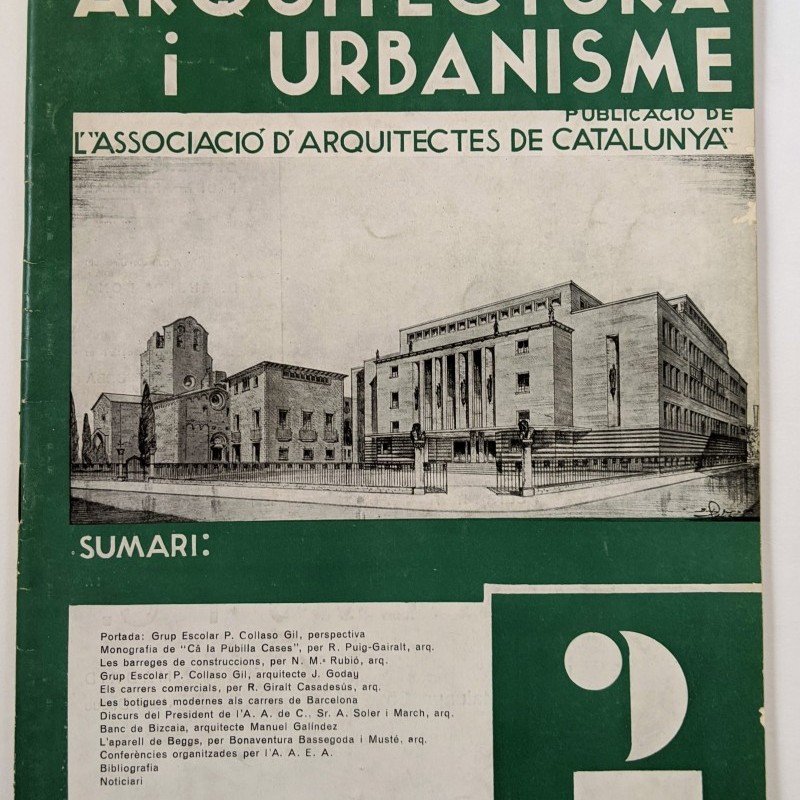 ARQUITECTURA
i URBANISME
PUBLICACIÓ DE
L'"ASSOCIACIÓ D'ARQUITECTES DE CATALUNYA"
SUMARI:
Portada: Grup Escolar P. Collaso Gil, perspectiva
Monografia de "Câ la Pubilla Cases", per R. Puig-Gairalt, arq.
Les barreges de construccions, per N. M.ª Rubió, arq.
Grup Escolar P. Collaso Gil, arquitecte J. Goday
Els carrers comercials, per R. Giralt Casadesús, arq.
Les botigues modernes als carrers de Barcelona
Discurs del President de l'A. A. de C., Sr. A. Soler i March, arq.
Banc de Bizcaia, arquitecte Manuel Galíndez
L'aparell de Beggs, per Bonaventura Bassegoda i Musté, arq.
Conferències organitzades per l'A. A. E. A.
Bibliografia
Noticiari
2